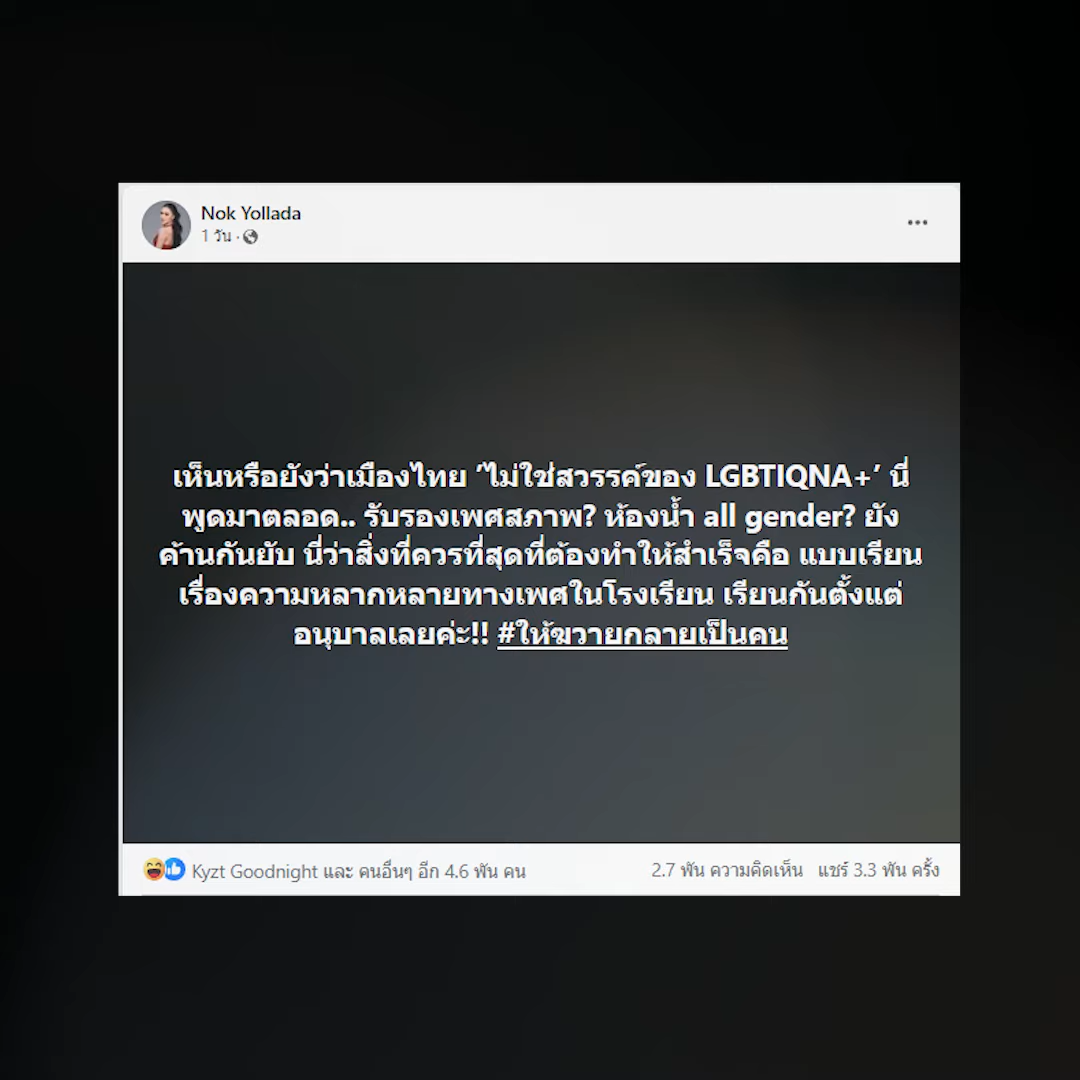 Nok Yollada
1 วัน ·
เห็นหรือยังว่าเมืองไทย ’ไม่ใช่สวรรค์ของ LGBTIQNA+’ นี่
พูดมาตลอด.. รับรองเพศสภาพ? ห้องน้ำ all gender? ยัง
ค้านกันยับ นี่ว่าสิ่งที่ควรที่สุดที่ต้องทำให้สำเร็จคือ แบบเรียน
เรื่องความหลากหลายทางเพศในโรงเรียน เรียนกันตั้งแต่
อนุบาลเลยค่ะ!! #ให้ฆวายกลายเป็นคน
Kyzt Goodnight และ คนอื่นๆ อีก 4.6 พัน คน 2.7 พัน ความคิดเห็น แชร์ 3.3 พัน ครั้ง